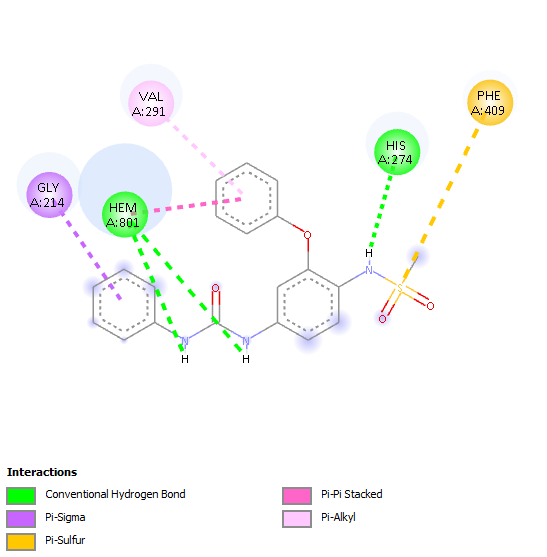 VAL
A:291
PHE
A:409
HIS
A:274
GLY
A:214
HEM
A:801
O
H
N
S
O
O
O
N
H
N
H
Interactions
Conventional Hydrogen Bond
Pi-Sigma
Pi-Sulfur
Pi-Pi Stacked
Pi-Alkyl